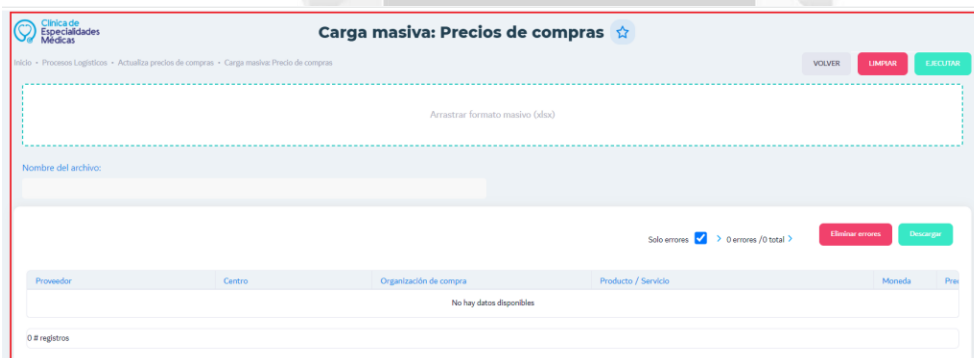 Clínica de
Especialidades
Médicas
Carga masiva: Precios de compras
Inicio • Procesos Logísticos • Actualiza precios de compras • Carga masiva: Precio de compras
VOLVER
LIMPIAR
EJECUTAR
Arrastrar formato masivo (xlsx)
Nombre del archivo:
Solo errores
0 errores /0 total
Eliminar errores
Descargar
Proveedor Centro Organización de compra Producto / Servicio Moneda Pre
No hay datos disponibles
0 # registros